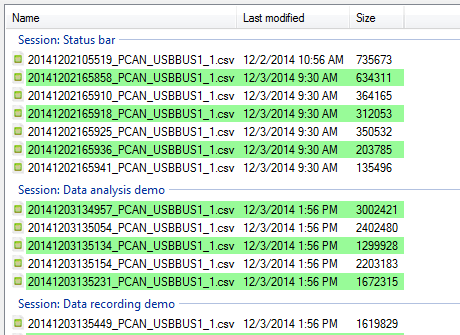 Name Last modified Size
Session: Status bar
20141202105519_PCAN_USBBUS1_1.csv 12/2/2014 10:56 AM 735673
20141202165858_PCAN_USBBUS1_1.csv 12/3/2014 9:30 AM 634311
20141202165910_PCAN_USBBUS1_1.csv 12/3/2014 9:30 AM 364165
20141202165918_PCAN_USBBUS1_1.csv 12/3/2014 9:30 AM 312053
20141202165925_PCAN_USBBUS1_1.csv 12/3/2014 9:30 AM 350532
20141202165936_PCAN_USBBUS1_1.csv 12/3/2014 9:30 AM 203785
20141202165941_PCAN_USBBUS1_1.csv 12/3/2014 9:30 AM 135496
Session: Data analysis demo
20141203134957_PCAN_USBBUS1_1.csv 12/3/2014 1:56 PM 3002421
20141203135054_PCAN_USBBUS1_1.csv 12/3/2014 1:56 PM 2402480
20141203135134_PCAN_USBBUS1_1.csv 12/3/2014 1:56 PM 1299928
20141203135154_PCAN_USBBUS1_1.csv 12/3/2014 1:56 PM 2203183
20141203135231_PCAN_USBBUS1_1.csv 12/3/2014 1:56 PM 1672315
Session: Data recording demo
20141203135449_PCAN_USBBUS1_1.csv 12/3/2014 1:56 PM 1619829